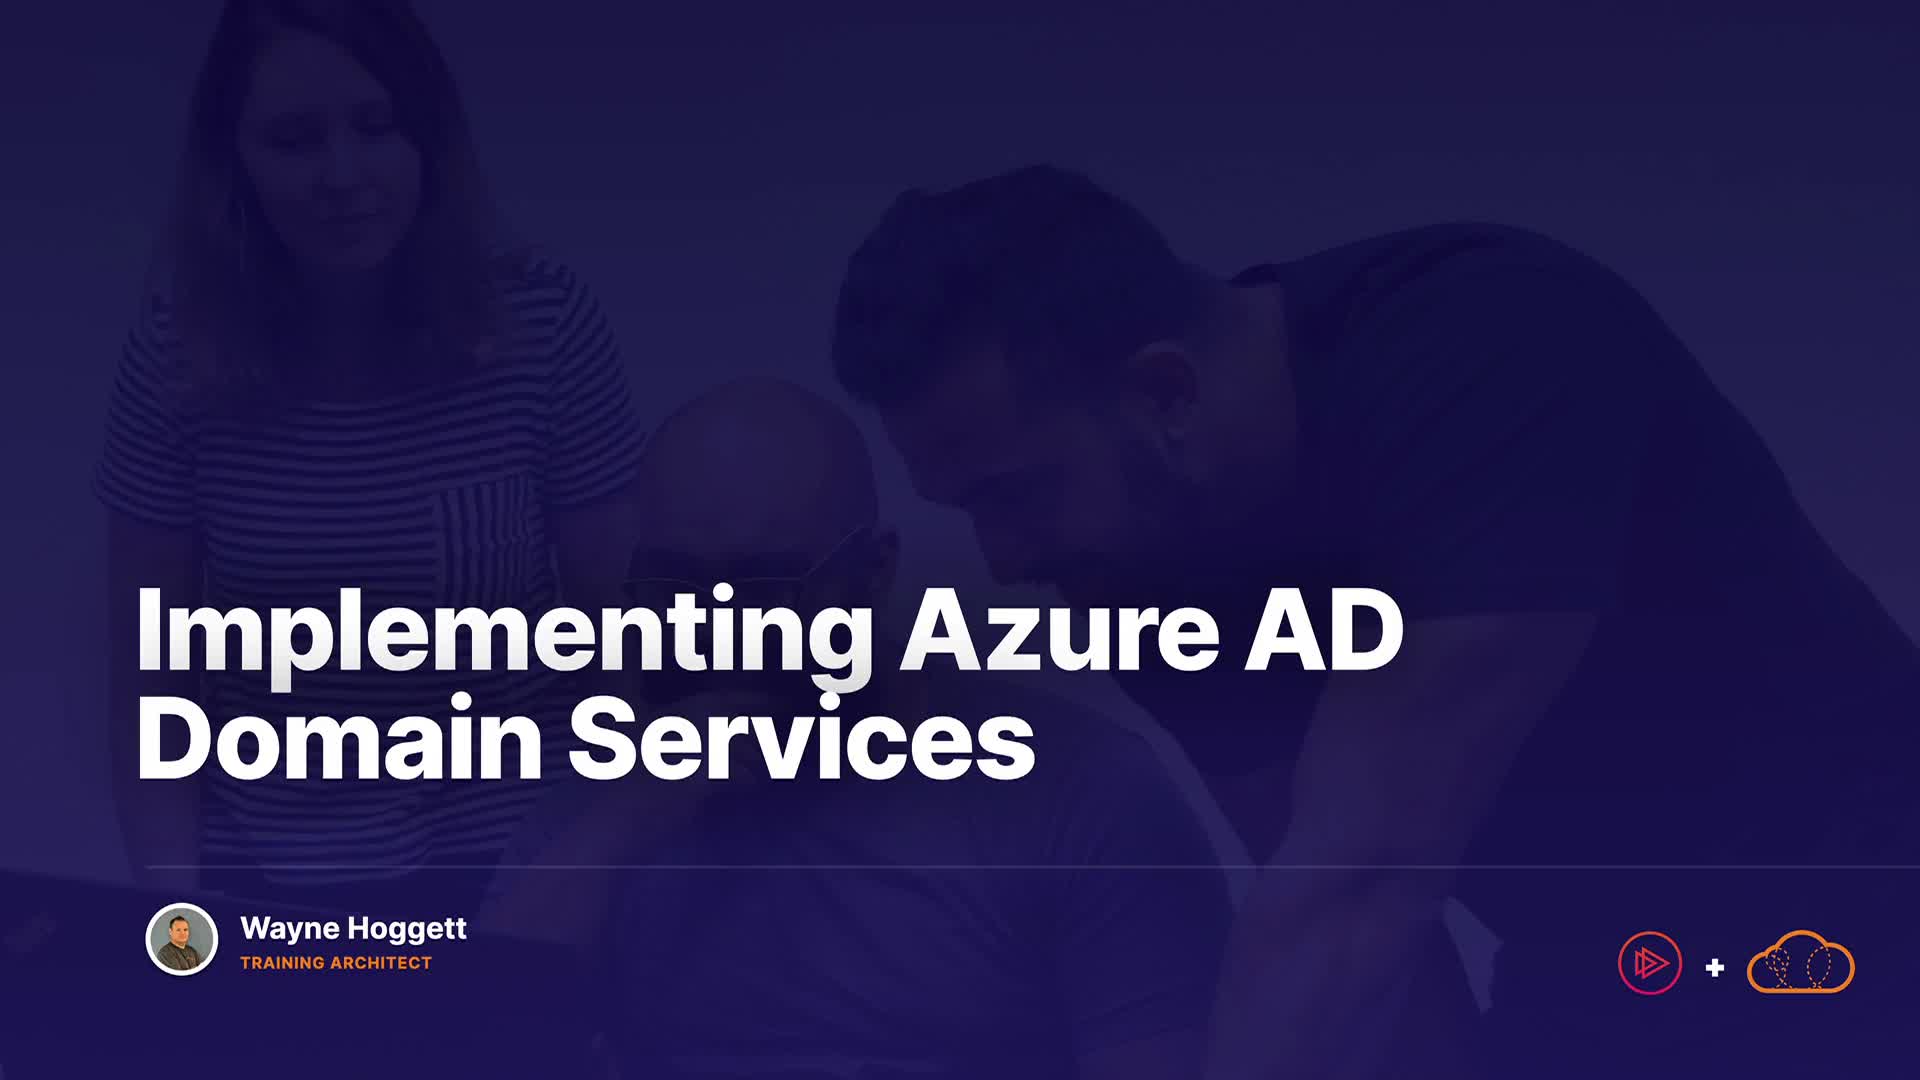 Implementing Azure AD
Domain Services
Wayne Hoggett
TRAINING ARCHITECT